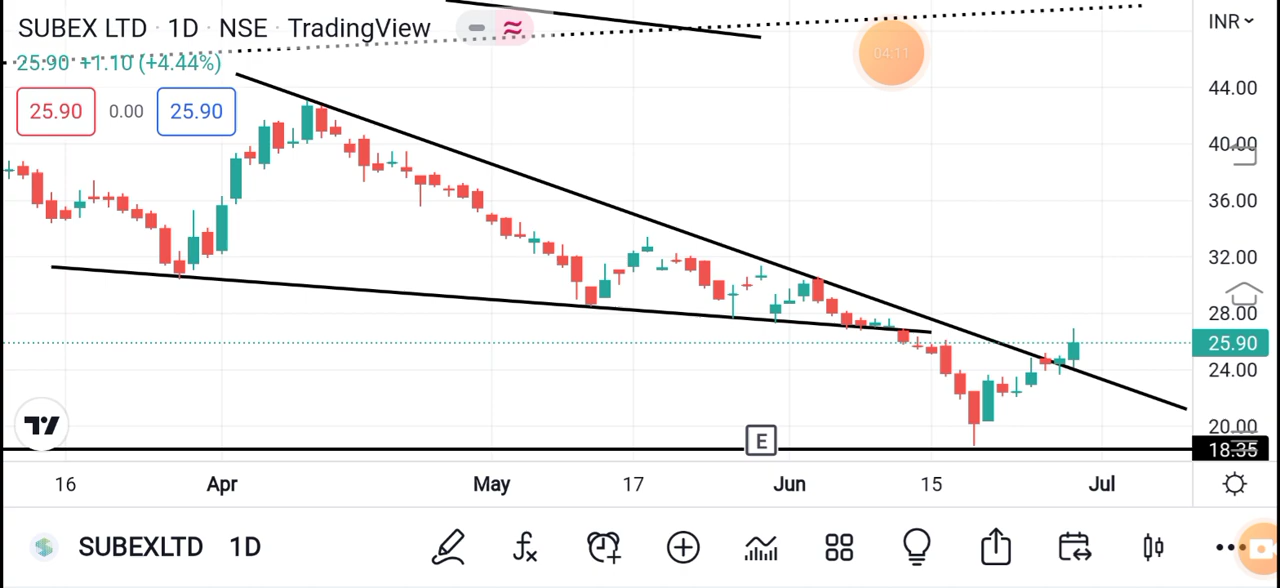 SUBEX LTD · 1D · NSE · TradingView
INR
04:11
25.90 +1.10 (+4.44%)
25.90 0.00 25.90
44.00
40.00
36.00
32.00
28.00
25.90
24.00
20.00
18.35
E
16 Apr May 17 Jun 15 Jul
SUBEXLTD 1D